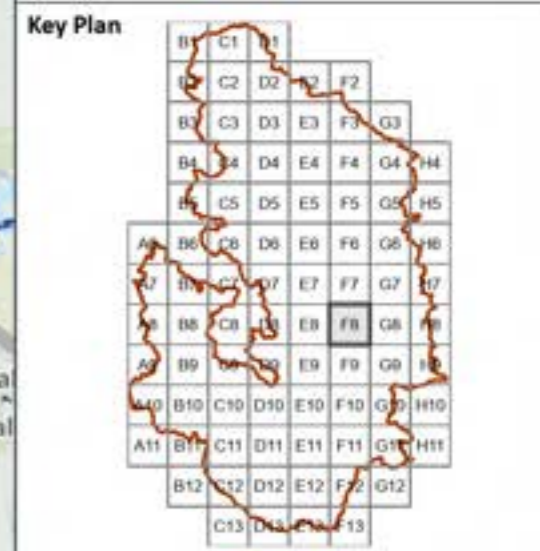 Key Plan
B1 C1 D1
B2 C2 D2 E2 F2
B3 C3 D3 E3 F3 G3
B4 C4 D4 E4 F4 G4 H4
B5 C5 D5 E5 F5 G5 H5
A6 B6 C6 D6 E6 F6 G6 H6
A7 B7 C7 D7 E7 F7 G7 H7
A8 B8 C8 D8 E8 F8 G8 H8
A9 B9 C9 D9 E9 F9 G9 H9
A10 B10 C10 D10 E10 F10 G10 H10
A11 B11 C11 D11 E11 F11 G11 H11
B12 C12 D12 E12 F12 G12
C13 D13 E13 F13